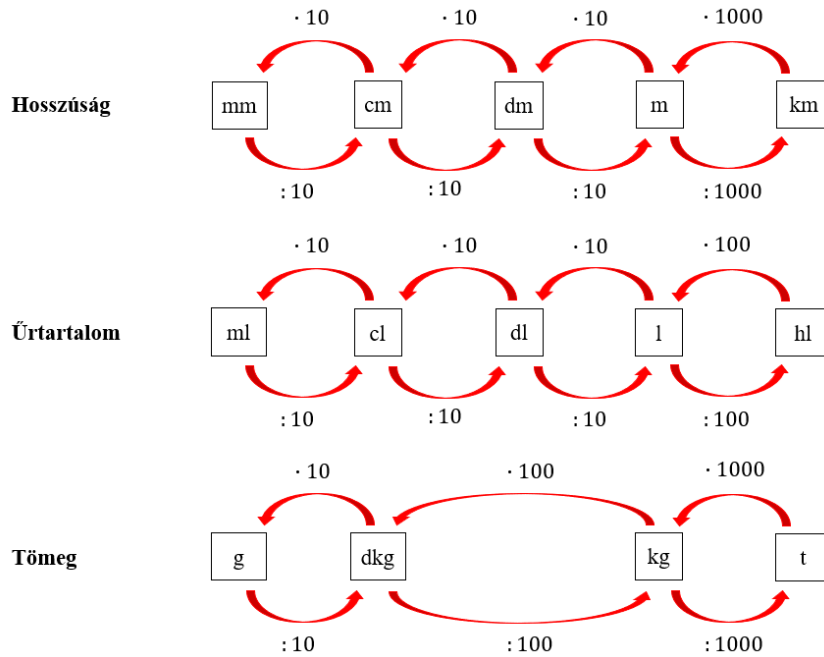 · 10 · 10 · 10 · 1000
Hosszúság mm cm dm m km
: 10 : 10 : 10 : 1000
· 10 · 10 · 10 · 100
Űrtartalom ml cl dl l hl
: 10 : 10 : 10 : 100
· 10 · 100 · 1000
Tömeg g dkg kg t
: 10 : 100 : 1000